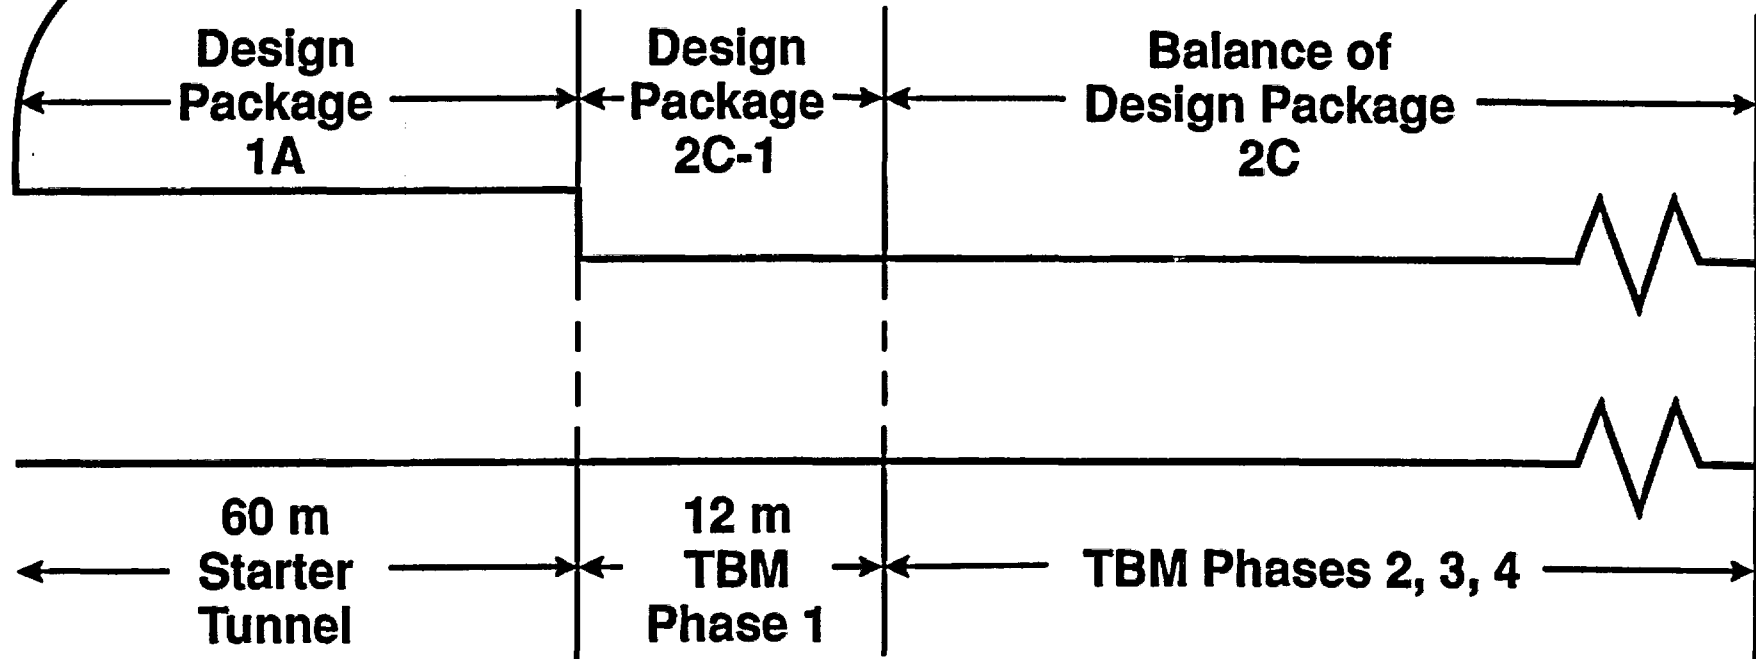 Design
Package
1A
Design
Package
2C-1
Balance of
Design Package
2C
60 m
Starter
Tunnel
12 m
TBM
Phase 1
TBM Phases 2, 3, 4